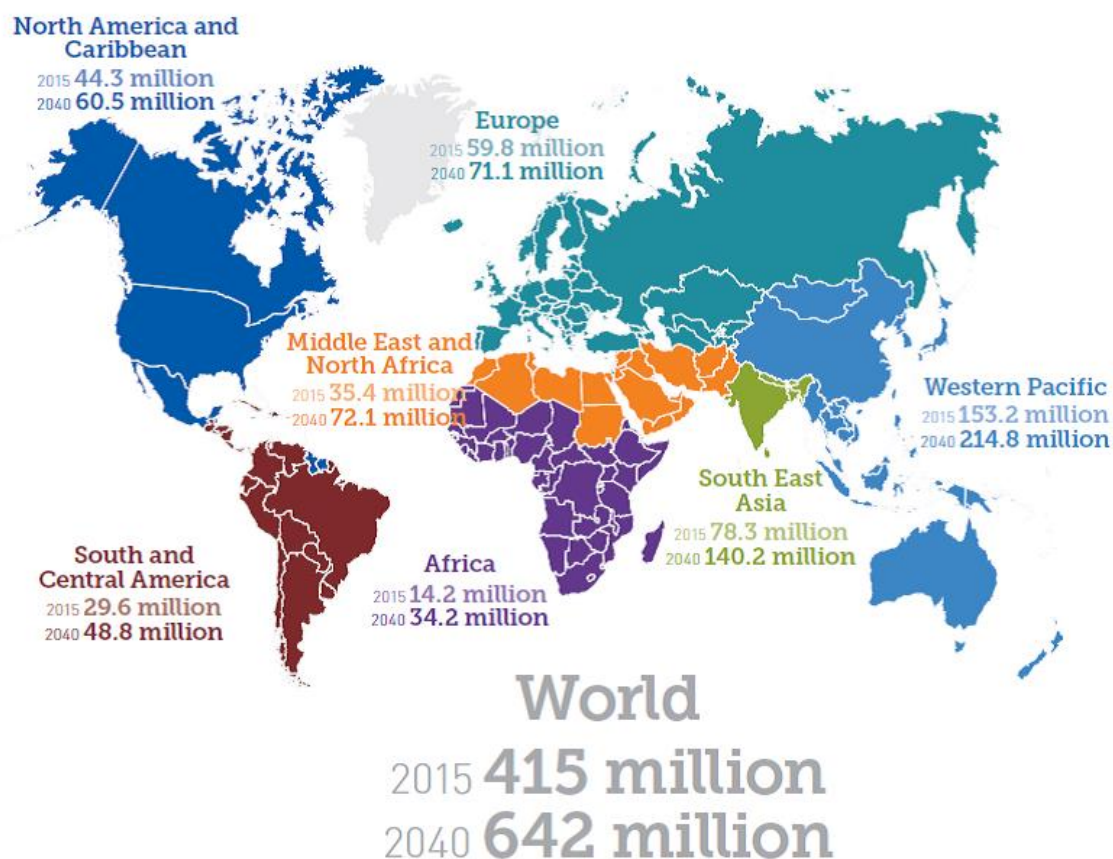 North America and
Caribbean
2015 44.3 million
2040 60.5 million
Europe
2015 59.8 million
2040 71.1 million
Middle East and
North Africa
2015 35.4 million
2040 72.1 million
Western Pacific
2015 153.2 million
2040 214.8 million
South East
Asia
2015 78.3 million
2040 140.2 million
South and
Central America
2015 29.6 million
2040 48.8 million
Africa
2015 14.2 million
2040 34.2 million
World
2015 415 million
2040 642 million